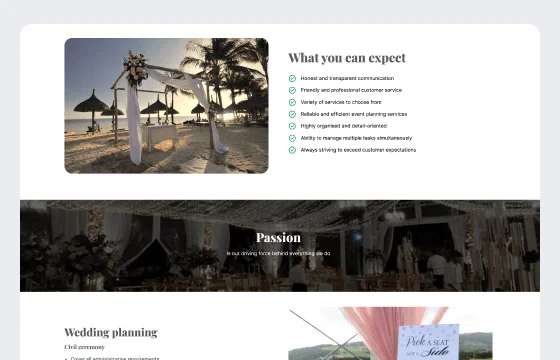 What you can expect
Honest and transparent communication
Friendly and professional customer service
Variety of services to choose from
Reliable and efficient event planning services
Highly organised and detail-oriented
Ability to manage multiple tasks simultaneously
Always striving to exceed customer expectations
Passion
Is our driving force behind everything we do
Wedding planning
Civil ceremony
Cover all administrative requirements
Pick A SEAT
NOT A Side